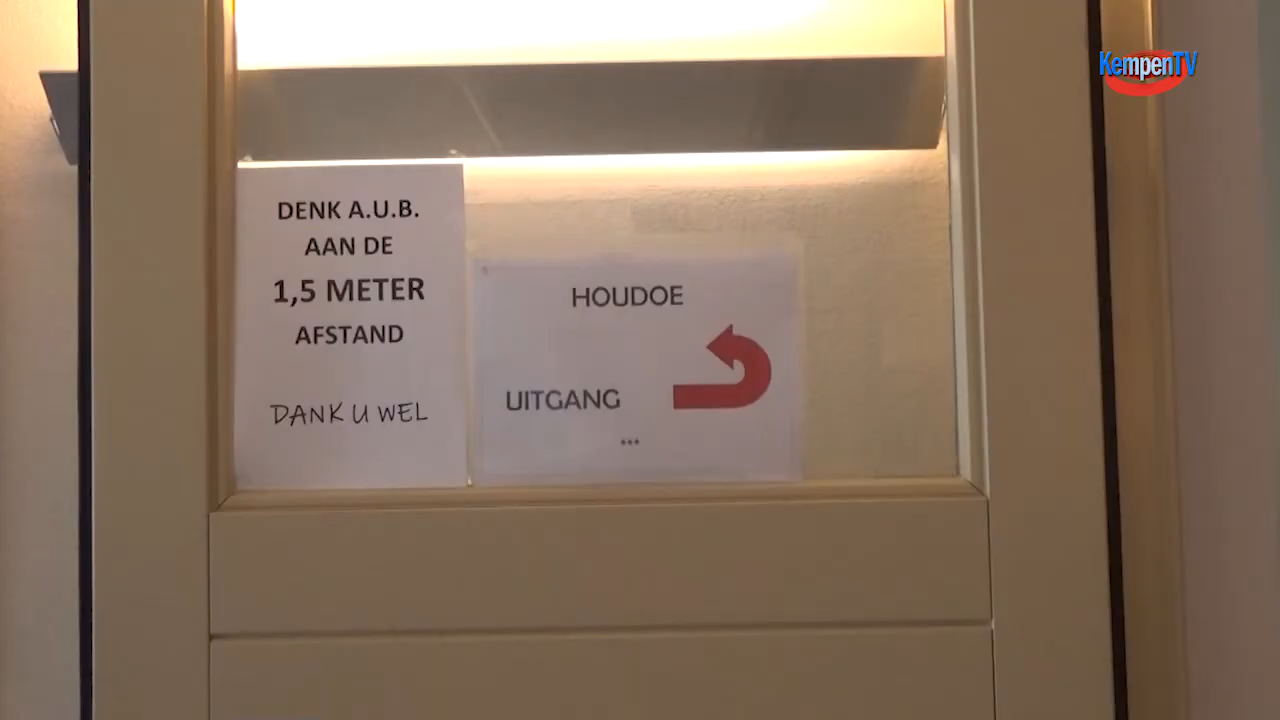 KempenTV
DENK A.U.B.
AAN DE
1,5 METER
AFSTAND
DANK U WEL
HOUDOE
UITGANG
...